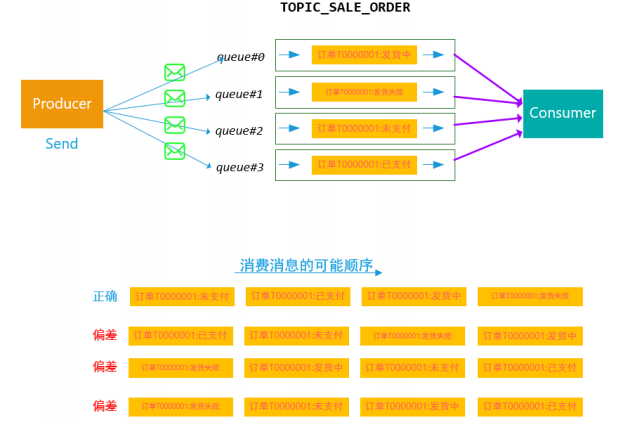 TOPIC_SALE_ORDER
queue#0 订单T0000001:发货中
queue#1 订单T0000001:发货失败
Producer Consumer
queue#2 订单T0000001:未支付
Send
queue#3 订单T0000001:已支付
消费消息的可能顺序
正确 订单T0000001:未支付 订单T0000001:已支付 订单T0000001:发货中 订单T0000001:发货失败
偏差 订单T0000001:已支付 订单T0000001:未支付 订单T0000001:发货失败 订单T0000001:发货中
偏差 订单T0000001:发货失败 订单T0000001:发货中 订单T0000001:未支付 订单T0000001:已支付
偏差 订单T0000001:发货失败 订单T0000001:未支付 订单T0000001:发货中 订单T0000001:已支付